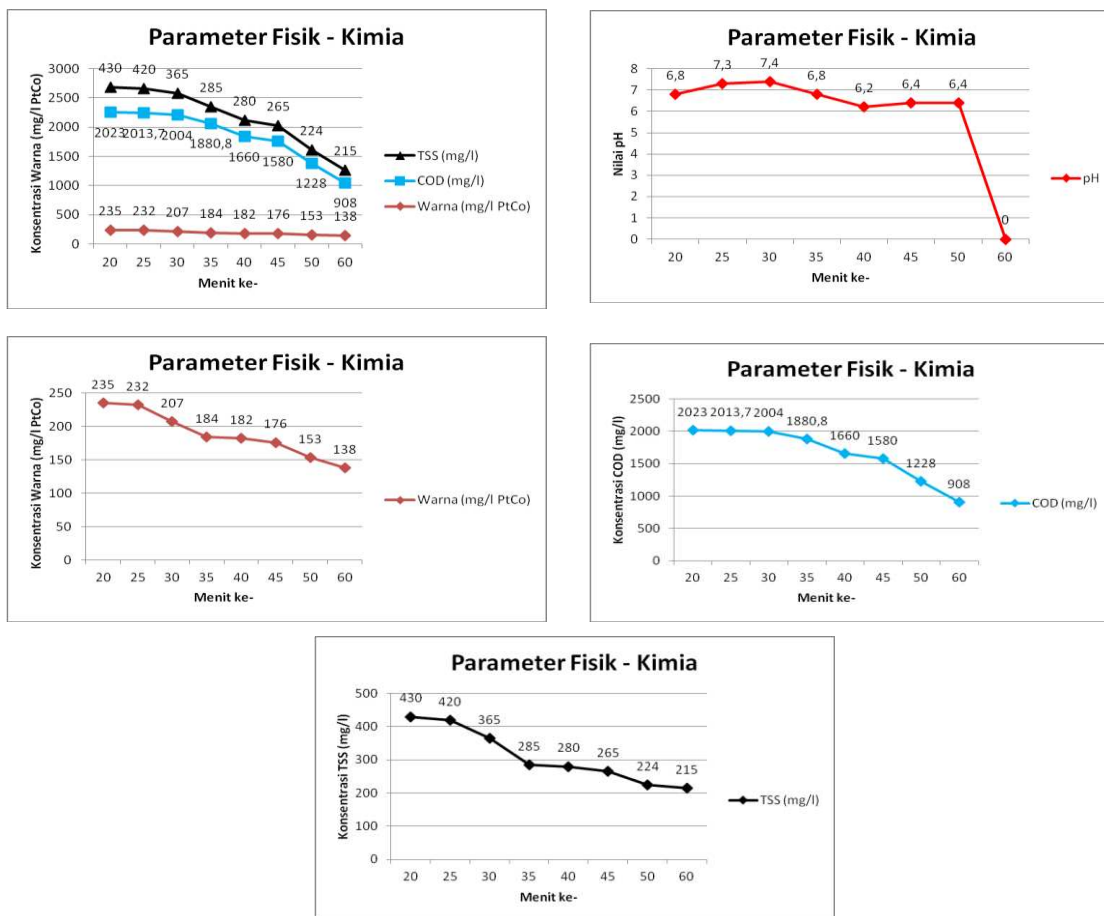 Parameter Fisik - Kimia
Konsentrasi Warna (mg/l PtCo)
3000
2500
2000
1500
1000
500
0
430 420 365 285 280 265 224 215
2023 2013,7 2004 1880,8 1660 1580 1228 908
235 232 207 184 182 176 153 138
20 25 30 35 40 45 50 60
Menit ke-
TSS (mg/l)
COD (mg/l)
Warna (mg/l PtCo)
Parameter Fisik - Kimia
Nilai pH
8
7
6
5
4
3
2
1
0
6,8 7,3 7,4 6,8 6,2 6,4 6,4 0
20 25 30 35 40 45 50 60
Menit ke-
pH
Parameter Fisik - Kimia
Konsentrasi Warna (mg/l PtCo)
250
200
150
100
50
0
235 232 207 184 182 176 153 138
20 25 30 35 40 45 50 60
Menit ke-
Warna (mg/l PtCo)
Parameter Fisik - Kimia
Konsentrasi COD (mg/l)
2500
2000
1500
1000
500
0
2023 2013,7 2004 1880,8 1660 1580 1228 908
20 25 30 35 40 45 50 60
Menit ke-
COD (mg/l)
Parameter Fisik - Kimia
Konsentrasi TSS (mg/l)
500
400
300
200
100
0
430 420 365 285 280 265 224 215
20 25 30 35 40 45 50 60
Menit ke-
TSS (mg/l)